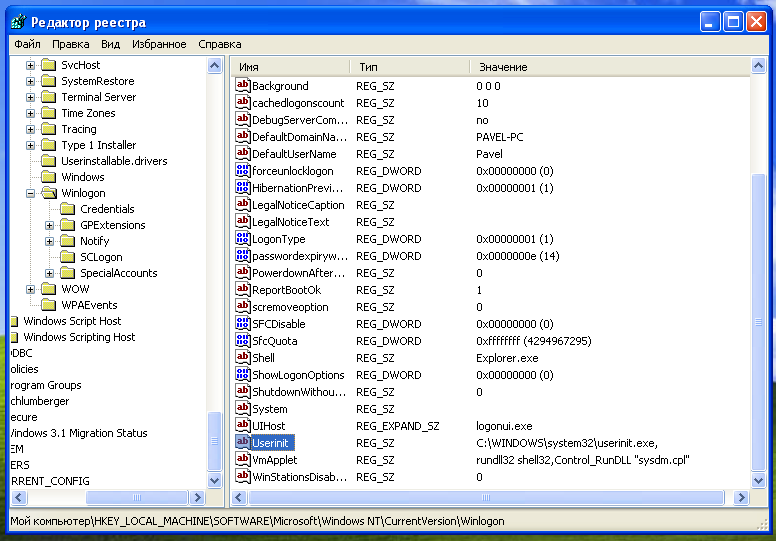 Редактор реестра
Файл Правка Вид Избранное Справка
SvcHost
SystemRestore
Terminal Server
Time Zones
Tracing
Type 1 Installer
Userinstallable.drivers
Windows
Winlogon
Credentials
GPExtensions
Notify
SCLogon
SpecialAccounts
WOW
WPAEvents
Windows Script Host
Windows Scripting Host
DBC
olicies
rogram Groups
chlumberger
ecure
indows 3.1 Migration Status
EM
ERS
RRENT_CONFIG
Имя Тип Значение
Background REG_SZ 0 0 0
cachedlogonscount REG_SZ 10
DebugServerCom... REG_SZ no
DefaultDomainNa... REG_SZ PAVEL-PC
DefaultUserName REG_SZ Pavel
forceunlocklogon REG_DWORD 0x00000000 (0)
HibernationPrevi... REG_DWORD 0x00000001 (1)
LegalNoticeCaption REG_SZ
LegalNoticeText REG_SZ
LogonType REG_DWORD 0x00000001 (1)
passwordexpiryw... REG_DWORD 0x0000000e (14)
PowerdownAfter... REG_SZ 0
ReportBootOk REG_SZ 1
scremoveoption REG_SZ 0
SFCDisable REG_DWORD 0x00000000 (0)
SfcQuota REG_DWORD 0xffffffff (4294967295)
Shell REG_SZ Explorer.exe
ShowLogonOptions REG_DWORD 0x00000000 (0)
ShutdownWithou... REG_SZ 0
System REG_SZ
UIHost REG_EXPAND_SZ logonui.exe
Userinit REG_SZ C:\WINDOWS\system32\userinit.exe,
VmApplet REG_SZ rundll32 shell32,Control_RunDLL "sysdm.cpl"
WinStationsDisab... REG_SZ 0
Мой компьютер\HKEY_LOCAL_MACHINE\SOFTWARE\Microsoft\Windows NT\CurrentVersion\Winlogon